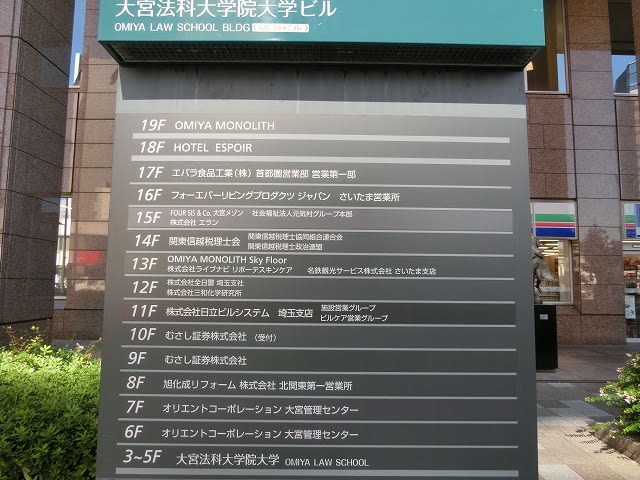 大宮法科大学院大学ビル
OMIYA LAW SCHOOL BLDG
19F OMIYA MONOLITH
18F HOTEL ESPOIR
17F エバラ食品工業(株) 首都圏営業部 営業第一部
16F フォーエバーリビングプロダクツ ジャパン さいたま営業所
15F FOUR SIS & Co. 大宮メゾン 社会福祉法人元気村グループ本部
株式会社 エラン
14F 関東信越税理士会 関東信越税理士協同組合連合会
関東信越税理士政治連盟
13F OMIYA MONOLITH Sky Floor
株式会社ライブナビ リポーテスキンケア 名鉄観光サービス株式会社 さいたま支店
12F 株式会社全日警 埼玉支社
株式会社三和化学研究所
11F 株式会社日立ビルシステム 埼玉支店 施設営業グループ
ビルケア営業グループ
10F むさし証券株式会社 (受付)
9F むさし証券株式会社
8F 旭化成リフォーム 株式会社 北関東第一営業所
7F オリエントコーポレーション 大宮管理センター
6F オリエントコーポレーション 大宮管理センター
3~5F 大宮法科大学院大学 OMIYA LAW SCHOOL